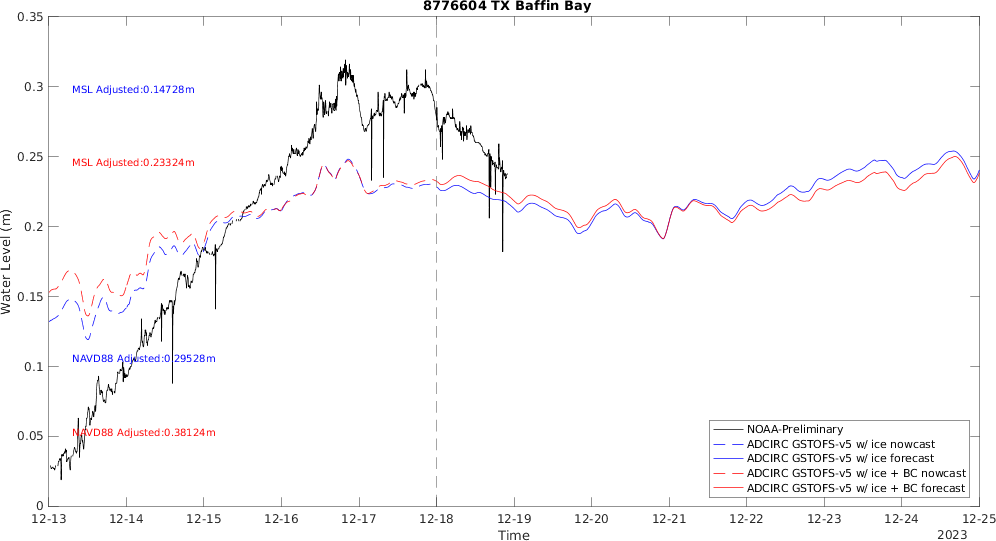 8776604 TX Baffin Bay
0.35
0.3
0.25
0.2
0.15
0.1
0.05
0
Water Level (m)
MSL Adjusted:0.14728m
MSL Adjusted:0.23324m
NAVD88 Adjusted:0.29528m
NAVD88 Adjusted:0.38124m
NOAA-Preliminary
ADCIRC GSTOFS-v5 w/ ice nowcast
ADCIRC GSTOFS-v5 w/ ice forecast
ADCIRC GSTOFS-v5 w/ ice + BC nowcast
ADCIRC GSTOFS-v5 w/ ice + BC forecast
12-13 12-14 12-15 12-16 12-17 12-18 12-19 12-20 12-21 12-22 12-23 12-24 12-25
Time
2023